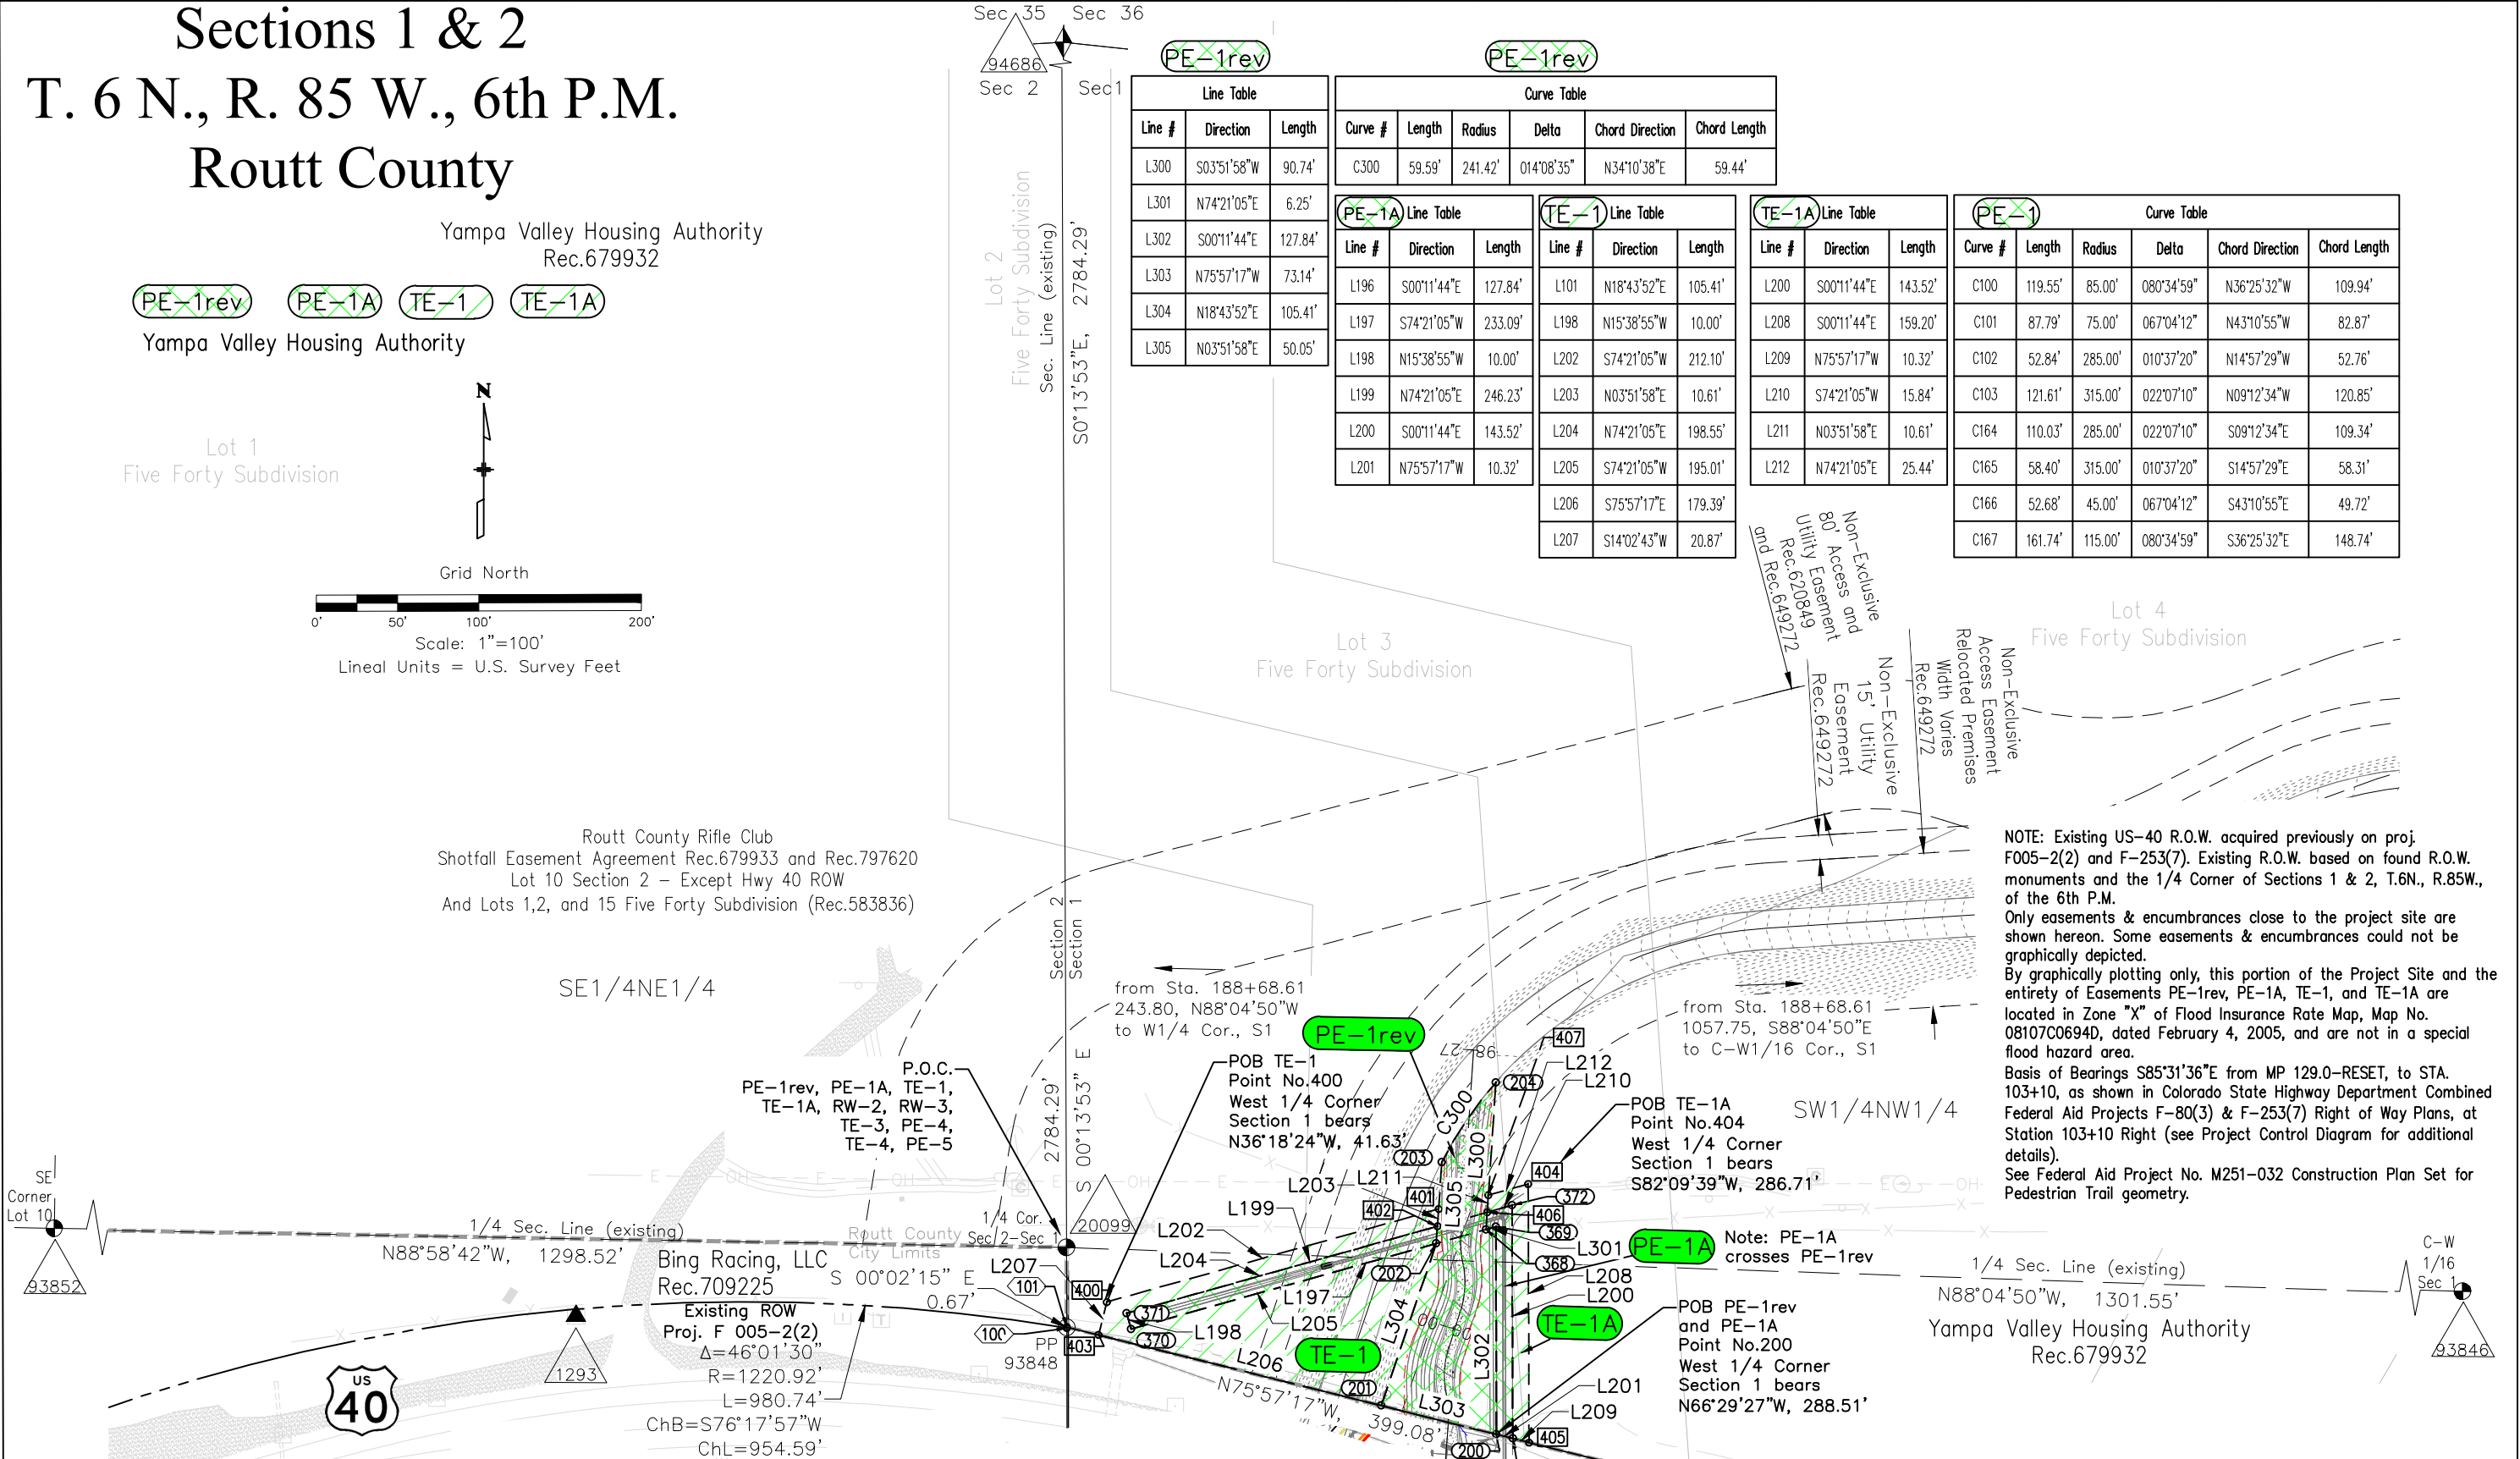 Sections 1 & 2
T. 6 N., R. 85 W., 6th P.M.
Routt County
Yampa Valley Housing Authority
Rec.679932
PE-1rev PE-1A TE-1 TE-1A
Yampa Valley Housing Authority
N
Lot 1
Five Forty Subdivision
Grid North
0' 50' 100' 200'
Scale: 1"=100'
Lineal Units = U.S. Survey Feet
Sec 35 Sec 36
94686
Sec 2 Sec1
Lot 2
Five Forty Subdivision
Sec. Line (existing)
S0°13'53"E, 2784.29'
PE-1rev
Line Table
Line # Direction Length
L300 S03°51'58"W 90.74'
L301 N74°21'05"E 6.25'
L302 S00°11'44"E 127.84'
L303 N75°57'17"W 73.14'
L304 N18°43'52"E 105.41'
L305 N03°51'58"E 50.05'
PE-1rev
Curve Table
Curve # Length Radius Delta Chord Direction Chord Length
C300 59.59' 241.42' 014°08'35" N34°10'38"E 59.44'
PE-1A Line Table
Line # Direction Length
L196 S00°11'44"E 127.84'
L197 S74°21'05"W 233.09'
L198 N15°38'55"W 10.00'
L199 N74°21'05"E 246.23'
L200 S00°11'44"E 143.52'
L201 N75°57'17"W 10.32'
TE-1 Line Table
Line # Direction Length
L101 N18°43'52"E 105.41'
L198 N15°38'55"W 10.00'
L202 S74°21'05"W 212.10'
L203 N03°51'58"E 10.61'
L204 N74°21'05"E 198.55'
L205 S74°21'05"W 195.01'
L206 S75°57'17"E 179.39'
L207 S14°02'43"W 20.87'
TE-1A Line Table
Line # Direction Length
L200 S00°11'44"E 143.52'
L208 S00°11'44"E 159.20'
L209 N75°57'17"W 10.32'
L210 S74°21'05"W 15.84'
L211 N03°51'58"E 10.61'
L212 N74°21'05"E 25.44'
PE-1 Curve Table
Curve # Length Radius Delta Chord Direction Chord Length
C100 119.55' 85.00' 080°34'59" N36°25'32"W 109.94'
C101 87.79' 75.00' 067°04'12" N43°10'55"W 82.87'
C102 52.84' 285.00' 010°37'20" N14°57'29"W 52.76'
C103 121.61' 315.00' 022°07'10" N09°12'34"W 120.85'
C164 110.03' 285.00' 022°07'10" S09°12'34"E 109.34'
C165 58.40' 315.00' 010°37'20" S14°57'29"E 58.31'
C166 52.68' 45.00' 067°04'12" S43°10'55"E 49.72'
C167 161.74' 115.00' 080°34'59" S36°25'32"E 148.74'
Non-Exclusive
80' Access and
Utility Easement
Rec.620849
and Rec.649272
Non-Exclusive
15' Utility
Easement
Rec.649272
Non-Exclusive
Access Easement
Relocated Premises
Width Varies
Rec.649272
Lot 3
Five Forty Subdivision
Lot 4
Five Forty Subdivision
Routt County Rifle Club
Shotfall Easement Agreement Rec.679933 and Rec.797620
Lot 10 Section 2 - Except Hwy 40 ROW
And Lots 1,2, and 15 Five Forty Subdivision (Rec.583836)
SE1/4NE1/4
Section 2
Section 1
2784.29'
S 00°13'53" E
from Sta. 188+68.61
243.80, N88°04'50"W
to W1/4 Cor., S1
from Sta. 188+68.61
1057.75, S88°04'50"E
to C-W1/16 Cor., S1
NOTE: Existing US-40 R.O.W. acquired previously on proj.
F005-2(2) and F-253(7). Existing R.O.W. based on found R.O.W.
monuments and the 1/4 Corner of Sections 1 & 2, T.6N., R.85W.,
of the 6th P.M.
Only easements & encumbrances close to the project site are
shown hereon. Some easements & encumbrances could not be
graphically depicted.
By graphically plotting only, this portion of the Project Site and the
entirety of Easements PE-1rev, PE-1A, TE-1, and TE-1A are
located in Zone "X" of Flood Insurance Rate Map, Map No.
08107C0694D, dated February 4, 2005, and are not in a special
flood hazard area.
Basis of Bearings S85°31'36"E from MP 129.0-RESET, to STA.
103+10, as shown in Colorado State Highway Department Combined
Federal Aid Projects F-80(3) & F-253(7) Right of Way Plans, at
Station 103+10 Right (see Project Control Diagram for additional
details).
See Federal Aid Project No. M251-032 Construction Plan Set for
Pedestrian Trail geometry.
P.O.C.
PE-1rev, PE-1A, TE-1,
TE-1A, RW-2, RW-3,
TE-3, PE-4,
TE-4, PE-5
POB TE-1
Point No.400
West 1/4 Corner
Section 1 bears
N36°18'24"W, 41.63'
PE-1rev
98-27
407
L212
L210
204
C300
L300
203
L211
L203
401
402
L305
L199
L202
L204
POB TE-1A
Point No.404
West 1/4 Corner
Section 1 bears
S82°09'39"W, 286.71'
SW1/4NW1/4
404
372
406
369
L301
368
L208
L200
PE-1A
Note: PE-1A
crosses PE-1rev
TE-1A
POB PE-1rev
and PE-1A
Point No.200
West 1/4 Corner
Section 1 bears
N66°29'27"W, 288.51'
L201
L209
405
200
SE
Corner
Lot 10
93852
1/4 Sec. Line (existing)
N88°58'42"W, 1298.52'
Bing Racing, LLC
Rec.709225
Existing ROW
Proj. F 005-2(2)
Δ=46°01'30"
R=1220.92'
L=980.74'
ChB=S76°17'57"W
ChL=954.59'
US
40
1293
Routt County
City Limits
1/4 Cor.
Sec 2-Sec 1
20099
S 00°02'15" E
0.67'
L207
101
100
400
PP
93848
403
371
370
L198
L197
L205
202
L206
TE-1
L304
201
L302
L303
N75°57'17"W, 399.08'
1/4 Sec. Line (existing)
N88°04'50"W, 1301.55'
Yampa Valley Housing Authority
Rec.679932
C-W
1/16
Sec 1
93846